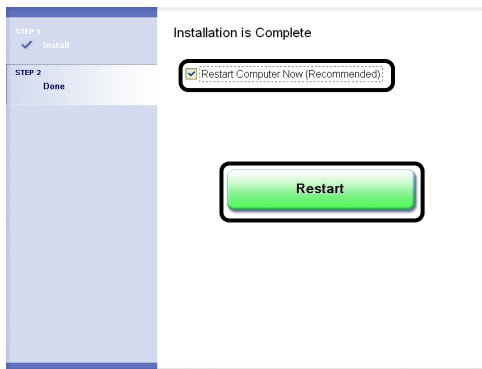 STEP 1
Install
STEP 2
Done
Installation is Complete
Restart Computer Now (Recommended)
Restart